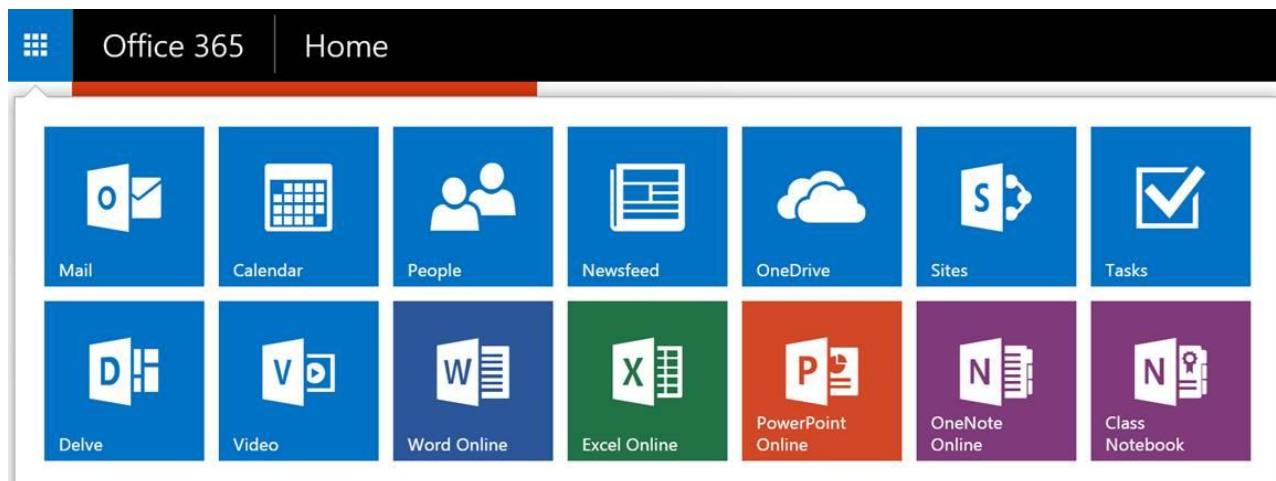 Office 365 Home
Mail
Calendar
People
Newsfeed
OneDrive
Sites
Tasks
Delve
Video
Word Online
Excel Online
PowerPoint
Online
OneNote
Online
Class
Notebook